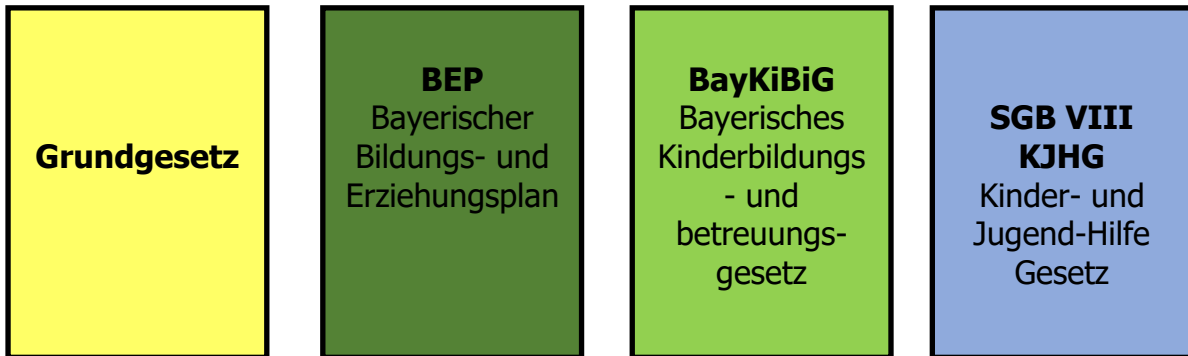 Grundgesetz
BEP
Bayerischer
Bildungs- und
Erziehungsplan
BayKiBiG
Bayerisches
Kinderbildungs
- und
betreuungs-
gesetz
SGB VIII
KJHG
Kinder- und
Jugend-Hilfe
Gesetz